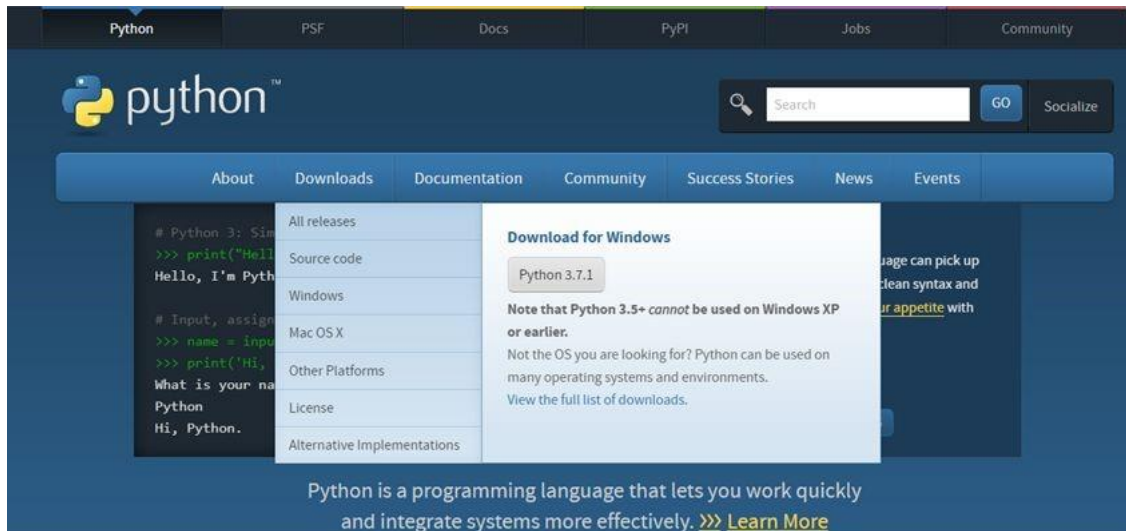 Python PSF Docs PyPI Jobs Community
python™
Search GO Socialize
About Downloads Documentation Community Success Stories News Events
All releases
Source code
Windows
Mac OS X
Other Platforms
License
Alternative Implementations
Download for Windows
Python 3.7.1
Note that Python 3.5+ cannot be used on Windows XP
or earlier.
Not the OS you are looking for? Python can be used on
many operating systems and environments.
View the full list of downloads.
# Python 3: Sim
>>> print("Hell
Hello, I'm Pyth
# Input, assign
>>> name = inpu
>>> print('Hi,
What is your na
Python
Hi, Python.
uage can pick up
clean syntax and
ur appetite with
Python is a programming language that lets you work quickly
and integrate systems more effectively. >>> Learn More